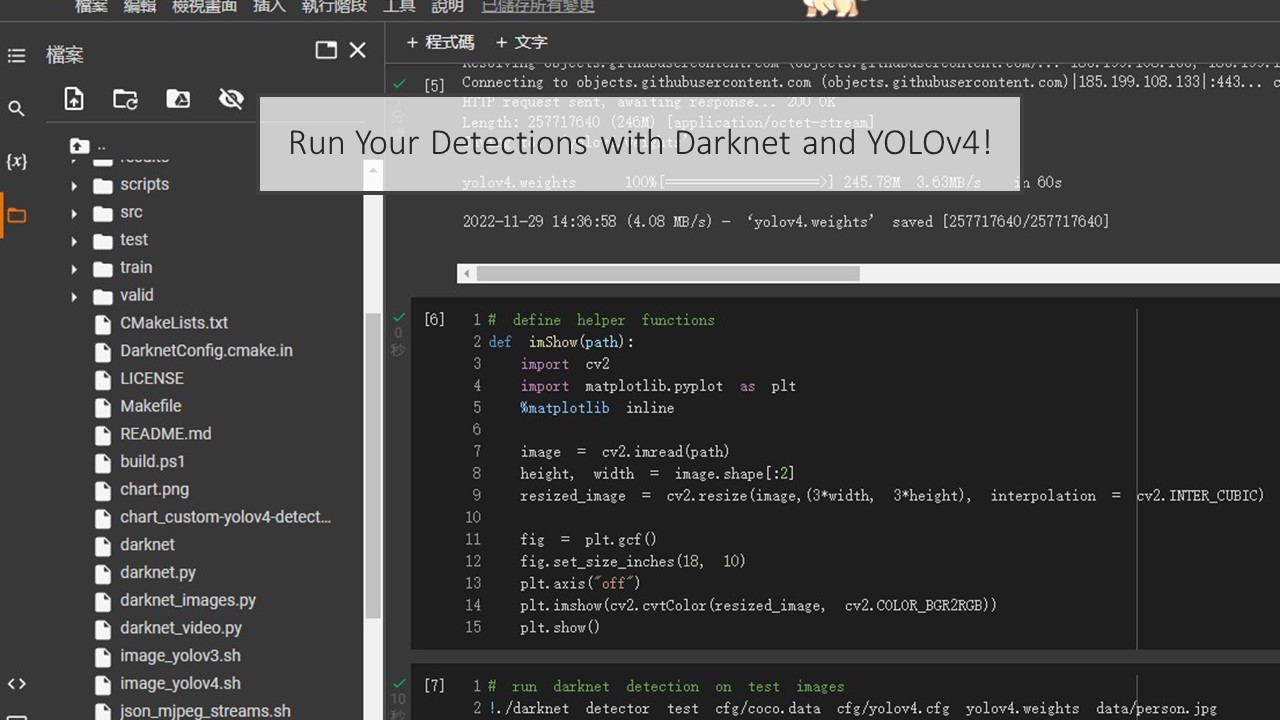 檔案 編輯 檢視畫面 插入 執行階段 工具 說明 已儲存所有變更
檔案
+ 程式碼 + 文字
{x}
..
results
scripts
src
test
train
valid
CMakeLists.txt
DarknetConfig.cmake.in
LICENSE
Makefile
README.md
build.ps1
chart.png
chart_custom-yolov4-detect...
darknet
darknet.py
darknet_images.py
darknet_video.py
image_yolov3.sh
image_yolov4.sh
json_mjpeg_streams.sh
Resolving objects.githubusercontent.com (objects.githubusercontent.com)... 185.199.108.133,
[5] Connecting to objects.githubusercontent.com (objects.githubusercontent.com)|185.199.108.133|:443...
HTTP request sent, awaiting response... 200 OK
Length: 257717640 (246M) [application/octet-stream]
Run Your Detections with Darknet and YOLOv4!
yolov4.weights 100%[===================>] 245.78M 3.63MB/s in 60s
2022-11-29 14:36:58 (4.08 MB/s) - ‘yolov4.weights’ saved [257717640/257717640]
[6] 1 # define helper functions
0 秒
2 def imShow(path):
3 import cv2
4 import matplotlib.pyplot as plt
5 %matplotlib inline
6
7 image = cv2.imread(path)
8 height, width = image.shape[:2]
9 resized_image = cv2.resize(image,(3*width, 3*height), interpolation = cv2.INTER_CUBIC)
10
11 fig = plt.gcf()
12 fig.set_size_inches(18, 10)
13 plt.axis("off")
14 plt.imshow(cv2.cvtColor(resized_image, cv2.COLOR_BGR2RGB))
15 plt.show()
[7] 1 # run darknet detection on test images
10 秒
2 !./darknet detector test cfg/coco.data cfg/yolov4.cfg yolov4.weights data/person.jpg